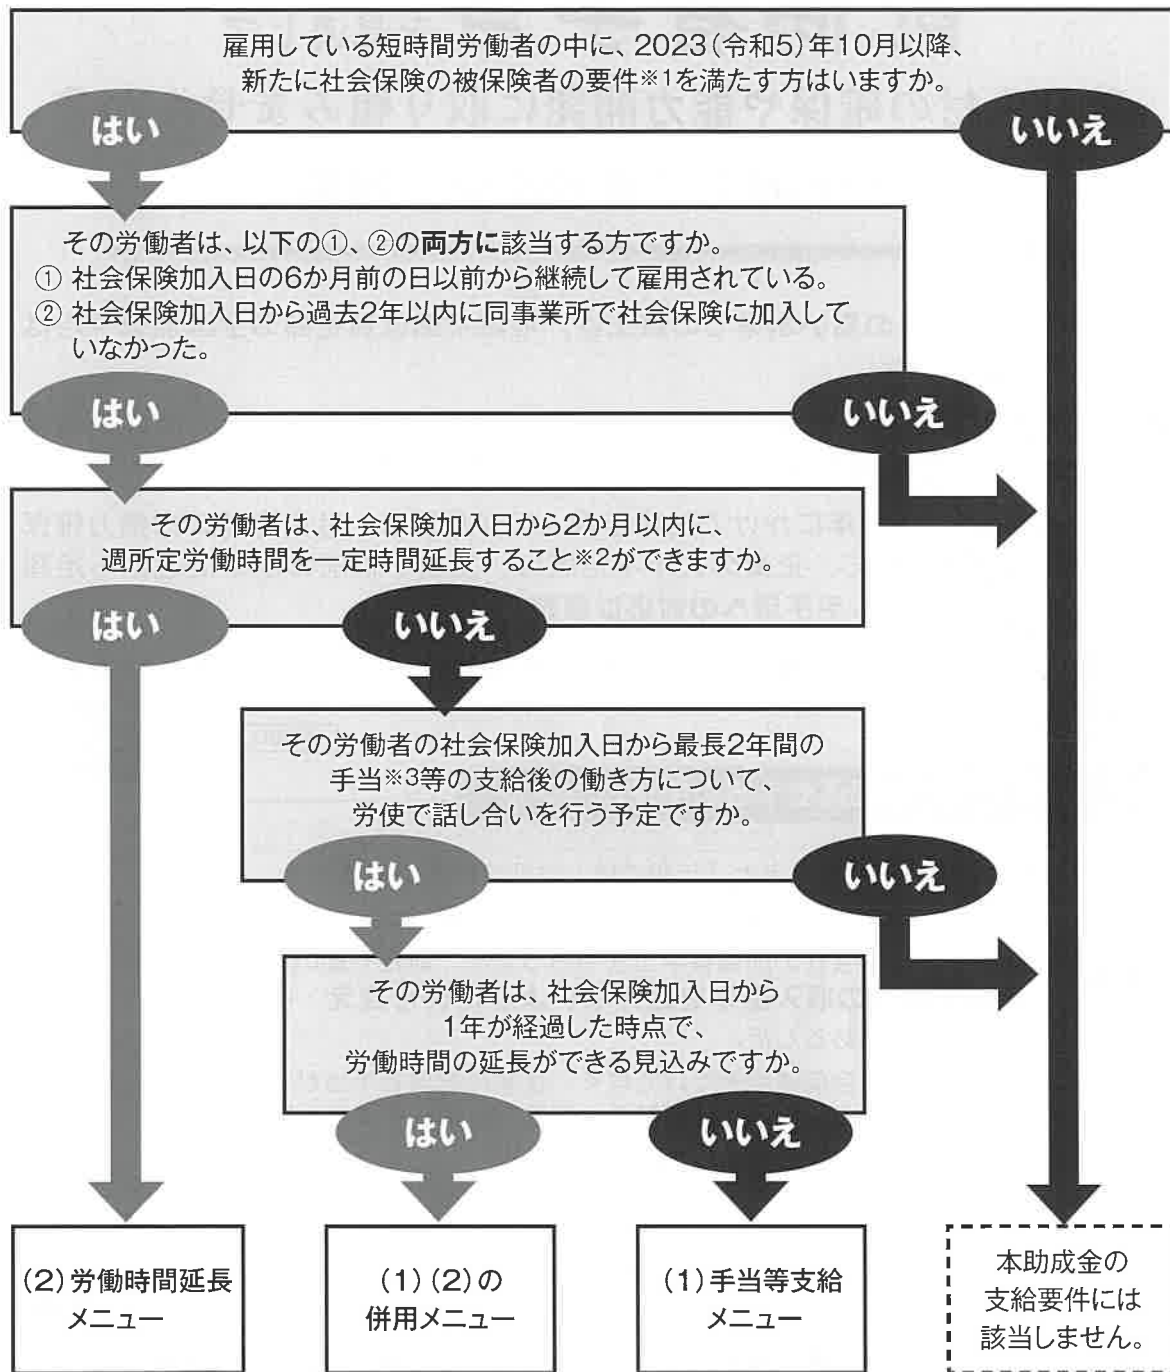 雇用している短時間労働者の中に、2023(令和5)年10月以降、
新たに社会保険の被保険者の要件※1を満たす方はいますか。
はい
いいえ
その労働者は、以下の①、②の両方に該当する方ですか。
① 社会保険加入日の6か月前の日以前から継続して雇用されている。
② 社会保険加入日から過去2年以内に同事業所で社会保険に加入して
いなかった。
はい
いいえ
その労働者は、社会保険加入日から2か月以内に、
週所定労働時間を一定時間延長すること※2ができますか。
はい
いいえ
その労働者の社会保険加入日から最長2年間の
手当※3等の支給後の働き方について、
労使で話し合いを行う予定ですか。
はい
いいえ
その労働者は、社会保険加入日から
1年が経過した時点で、
労働時間の延長ができる見込みですか。
はい
いいえ
(2)労働時間延長
メニュー
(1)(2)の
併用メニュー
(1)手当等支給
メニュー
本助成金の
支給要件には
該当しません。